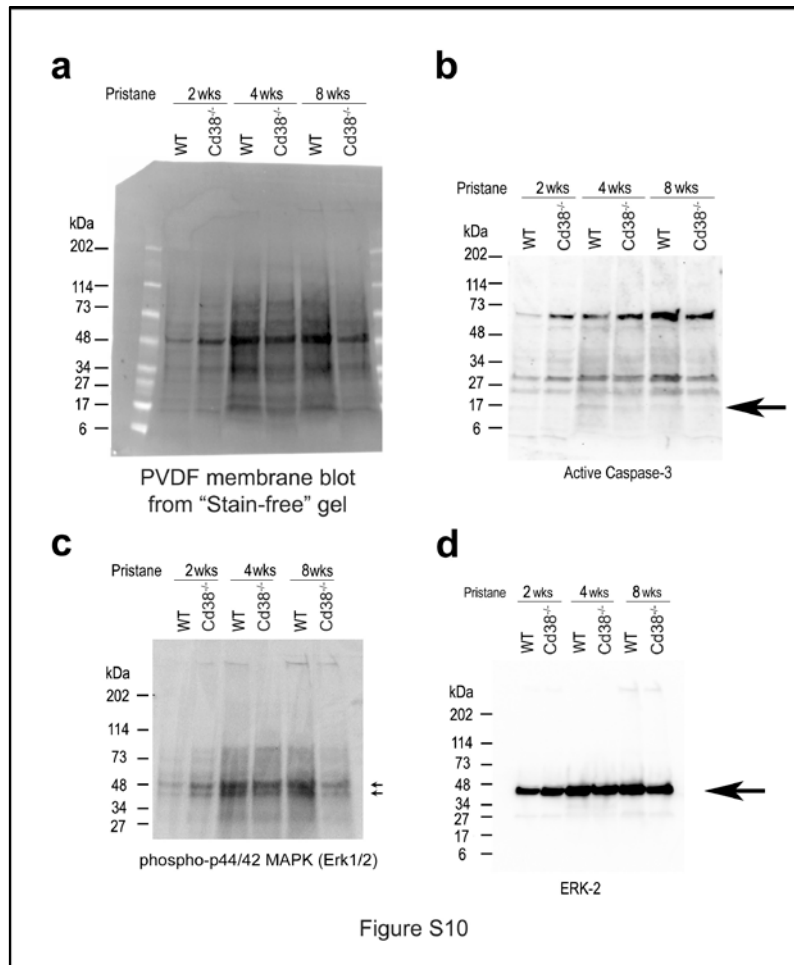 a
Pristane 2 wks 4 wks 8 wks
WT Cd38-/- WT Cd38-/- WT Cd38-/-
kDa
202
114
73
48
34
27
17
6
PVDF membrane blot
from “Stain-free” gel
b
Pristane 2 wks 4 wks 8 wks
WT Cd38-/- WT Cd38-/- WT Cd38-/-
kDa
202
114
73
48
34
27
17
6
Active Caspase-3
c
Pristane 2 wks 4 wks 8wks
WT Cd38-/- WT Cd38-/- WT Cd38-/-
kDa
202
114
73
48
34
27
phospho-p44/42 MAPK (Erk1/2)
d
Pristane 2 wks 4 wks 8 wks
WT Cd38-/- WT Cd38-/- WT Cd38-/-
kDa
202
114
73
48
34
27
17
6
ERK-2
Figure S10